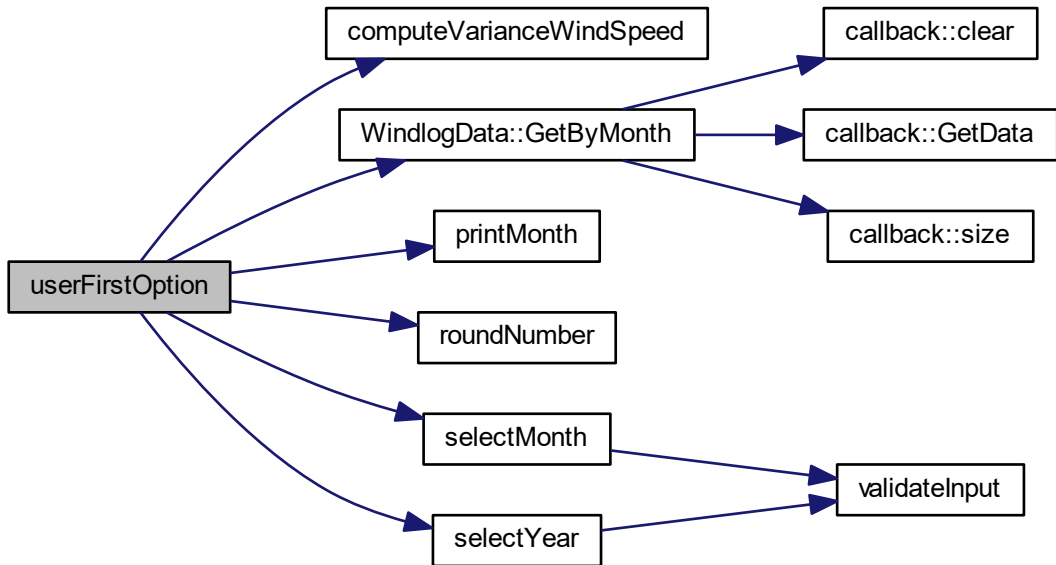 computeVarianceWindSpeed
callback::clear
WindlogData::GetByMonth
callback::GetData
callback::size
printMonth
userFirstOption
roundNumber
selectMonth
validateInput
selectYear